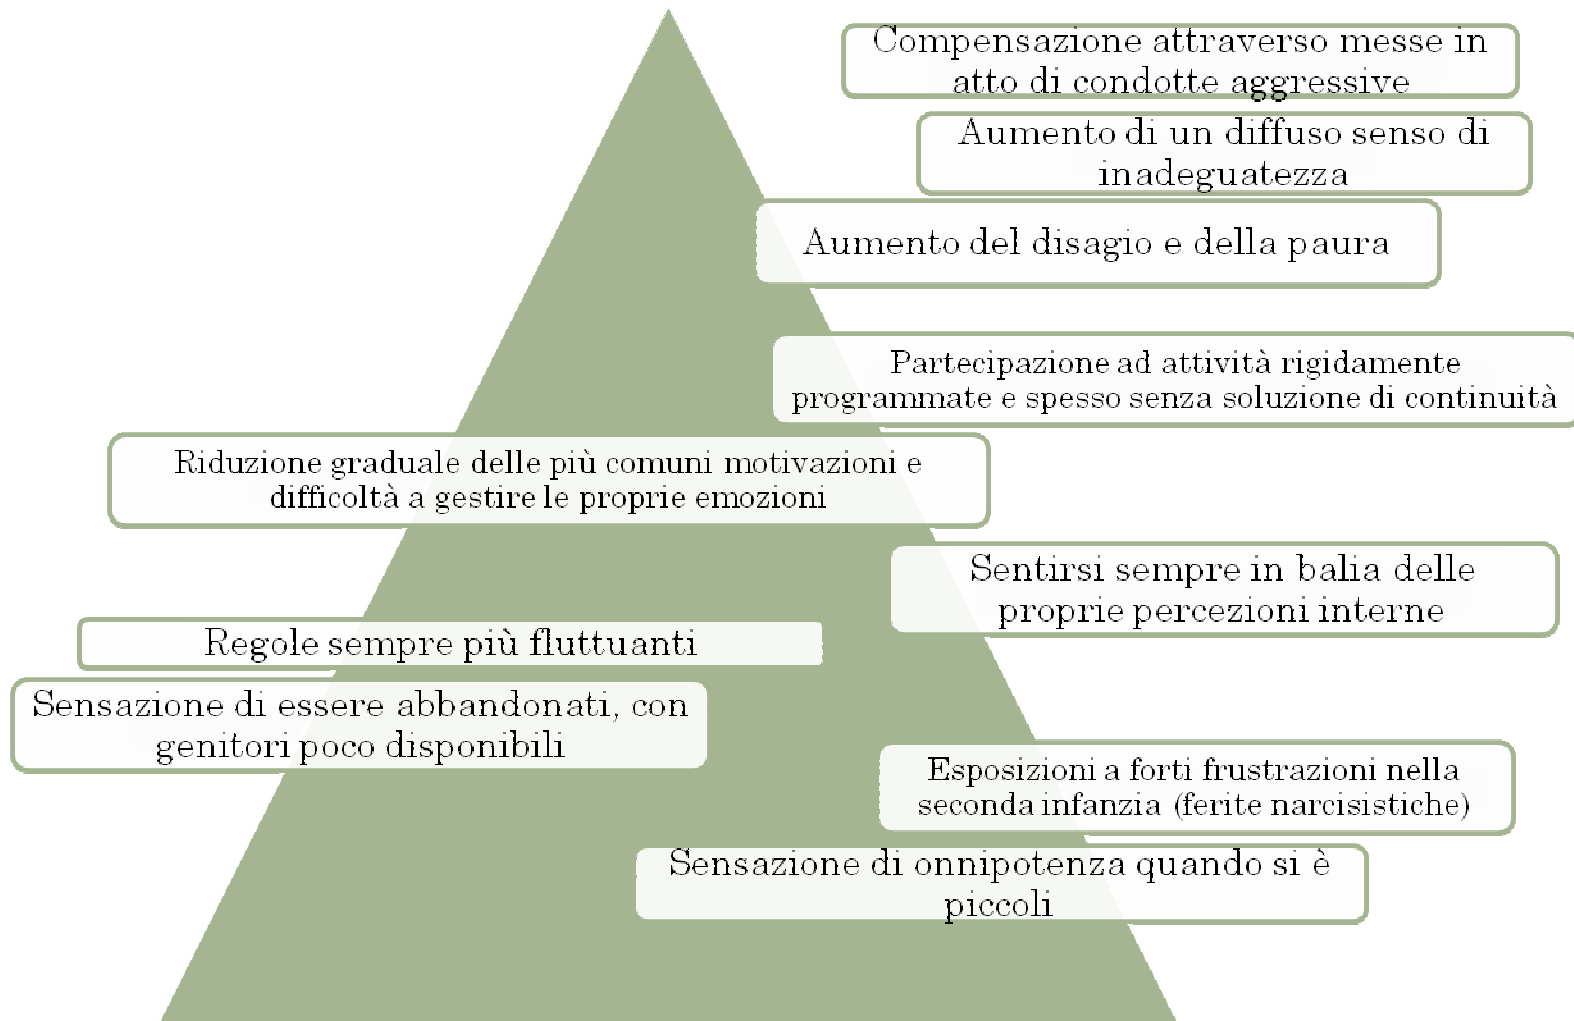 Compensazione attraverso messe in
atto di condotte aggressive
Aumento di un diffuso senso di
inadeguatezza
Aumento del disagio e della paura
Partecipazione ad attività rigidamente
programmate e spesso senza soluzione di continuità
Riduzione graduale delle più comuni motivazioni e
difficoltà a gestire le proprie emozioni
Sentirsi sempre in balia delle
proprie percezioni interne
Regole sempre più fluttuanti
Sensazione di essere abbandonati, con
genitori poco disponibili
Esposizioni a forti frustrazioni nella
seconda infanzia (ferite narcisistiche)
Sensazione di onnipotenza quando si è
piccoli